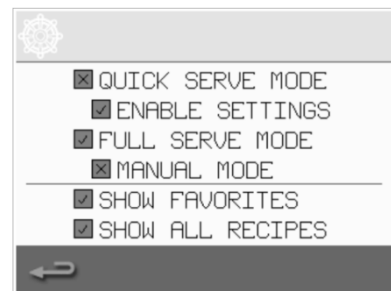 QUICK SERVE MODE
ENABLE SETTINGS
FULL SERVE MODE
MANUAL MODE
SHOW FAVORITES
SHOW ALL RECIPES